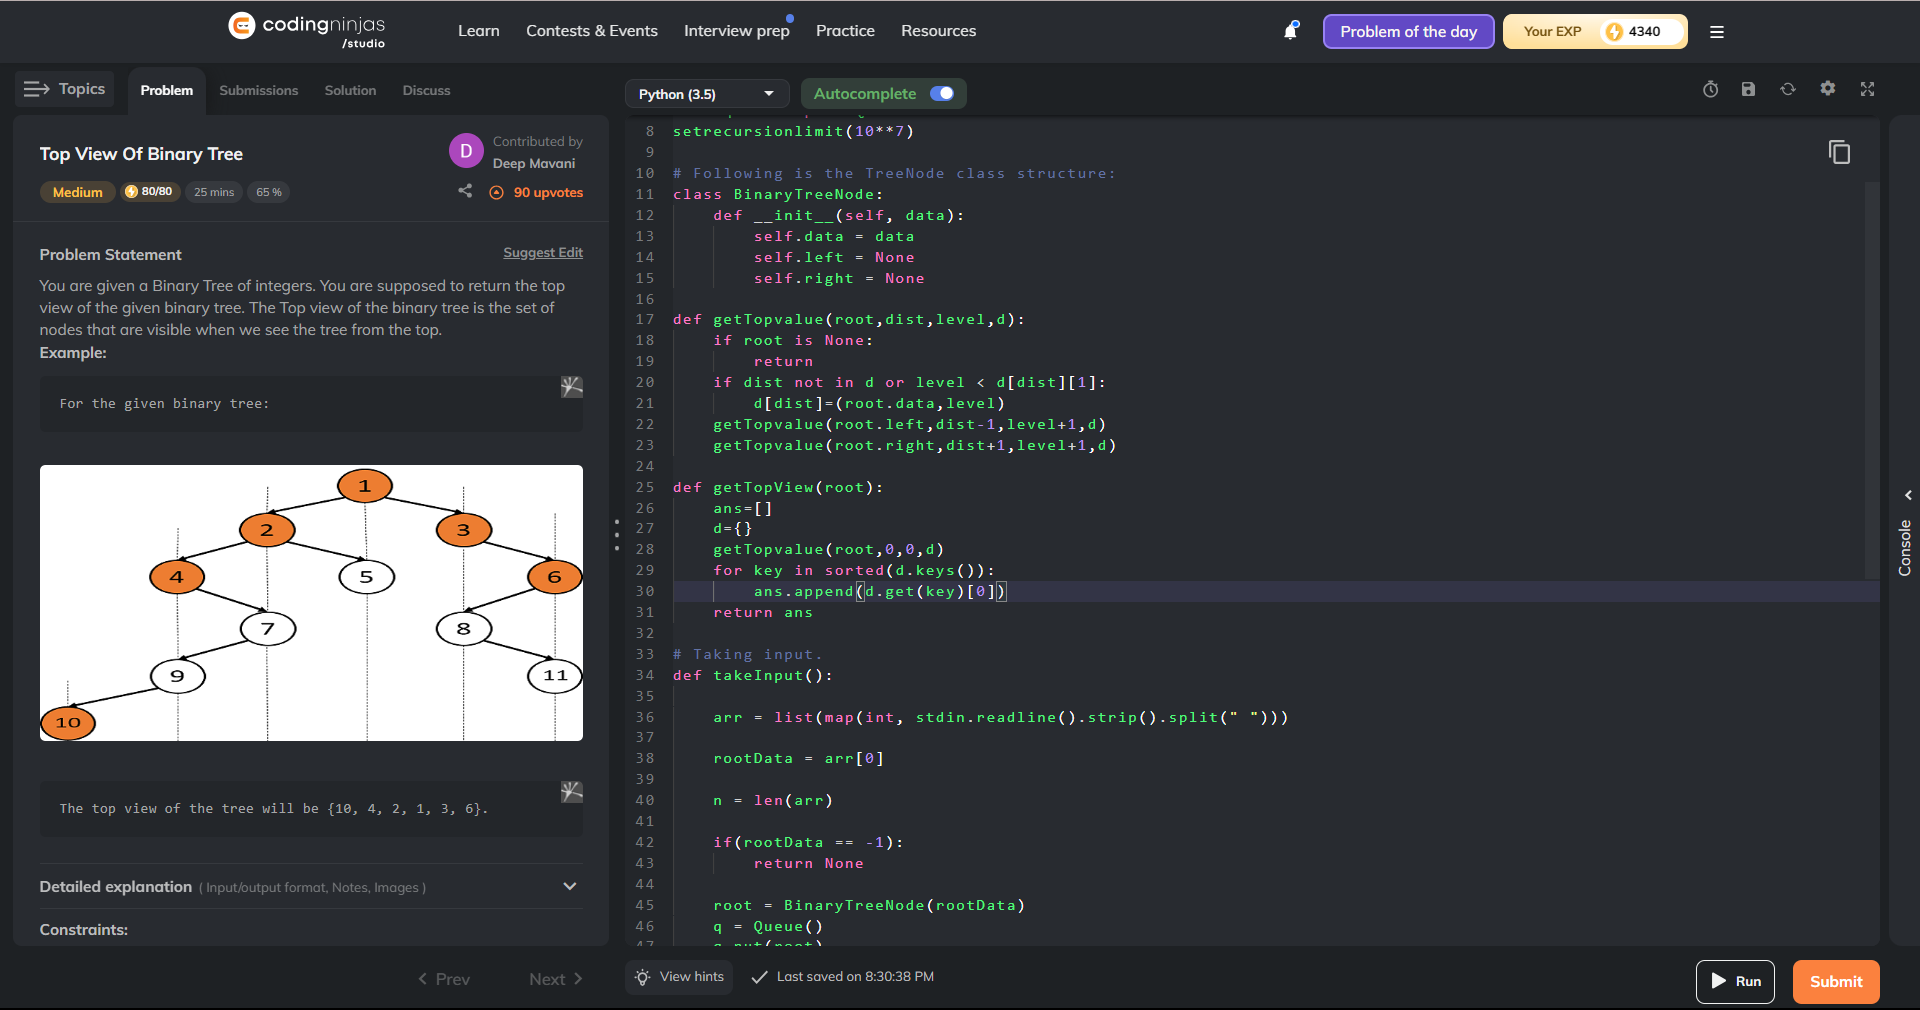 codingninjas
/studio
Learn
Contests & Events
Interview prep
Practice
Resources
Problem of the day
Your EXP
4340
Topics
Problem
Submissions
Solution
Discuss
Python (3.5)
Autocomplete
Top View Of Binary Tree
D
Contributed by
Deep Mavani
Medium
80/80
25 mins
65 %
90 upvotes
Problem Statement
Suggest Edit
You are given a Binary Tree of integers. You are supposed to return the top
view of the given binary tree. The Top view of the binary tree is the set of
nodes that are visible when we see the tree from the top.
Example:
For the given binary tree:
1
2
3
4
5
6
7
8
9
11
10
The top view of the tree will be {10, 4, 2, 1, 3, 6}.
Detailed explanation ( Input/output format, Notes, Images )
Constraints:
Prev
Next
8 setrecursionlimit(10**7)
9
10 # Following is the TreeNode class structure:
11 class BinaryTreeNode:
12 def __init__(self, data):
13 self.data = data
14 self.left = None
15 self.right = None
16
17 def getTopvalue(root,dist,level,d):
18 if root is None:
19 return
20 if dist not in d or level < d[dist][1]:
21 d[dist]=(root.data,level)
22 getTopvalue(root.left,dist-1,level+1,d)
23 getTopvalue(root.right,dist+1,level+1,d)
24
25 def getTopView(root):
26 ans=[]
27 d={}
28 getTopvalue(root,0,0,d)
29 for key in sorted(d.keys()):
30 ans.append(d.get(key)[0])
31 return ans
32
33 # Taking input.
34 def takeInput():
35
36 arr = list(map(int, stdin.readline().strip().split(" ")))
37
38 rootData = arr[0]
39
40 n = len(arr)
41
42 if(rootData == -1):
43 return None
44
45 root = BinaryTreeNode(rootData)
46 q = Queue()
47 q.put(root)
Console
View hints
Last saved on 8:30:38 PM
Run
Submit